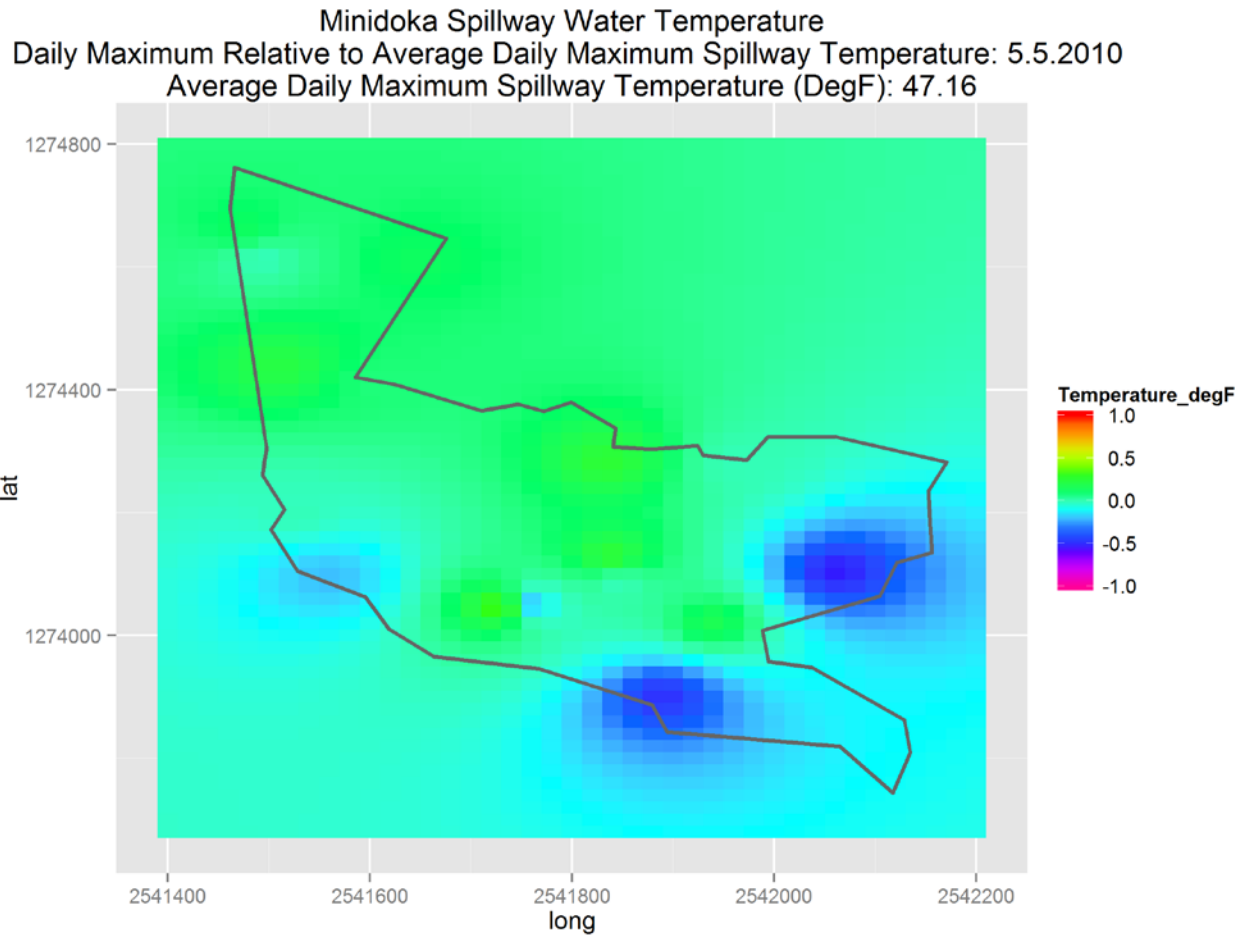 Minidoka Spillway Water Temperature
Daily Maximum Relative to Average Daily Maximum Spillway Temperature: 5.5.2010
Average Daily Maximum Spillway Temperature (DegF): 47.16
1274800
1274400
1274000
lat
2541400 2541600 2541800 2542000 2542200
long
Temperature_degF
1.0
0.5
0.0
-0.5
-1.0